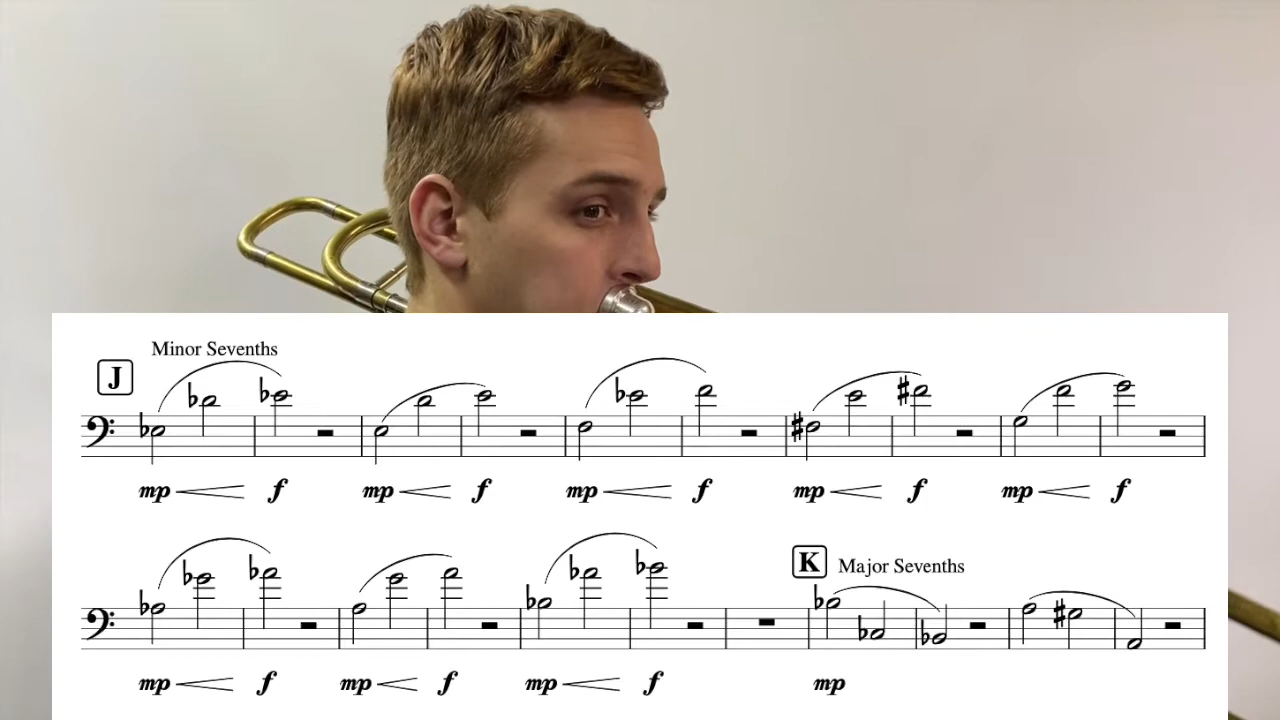 Minor Sevenths
J
mp f mp f mp f mp f mp f
K Major Sevenths
mp f mp f mp f mp